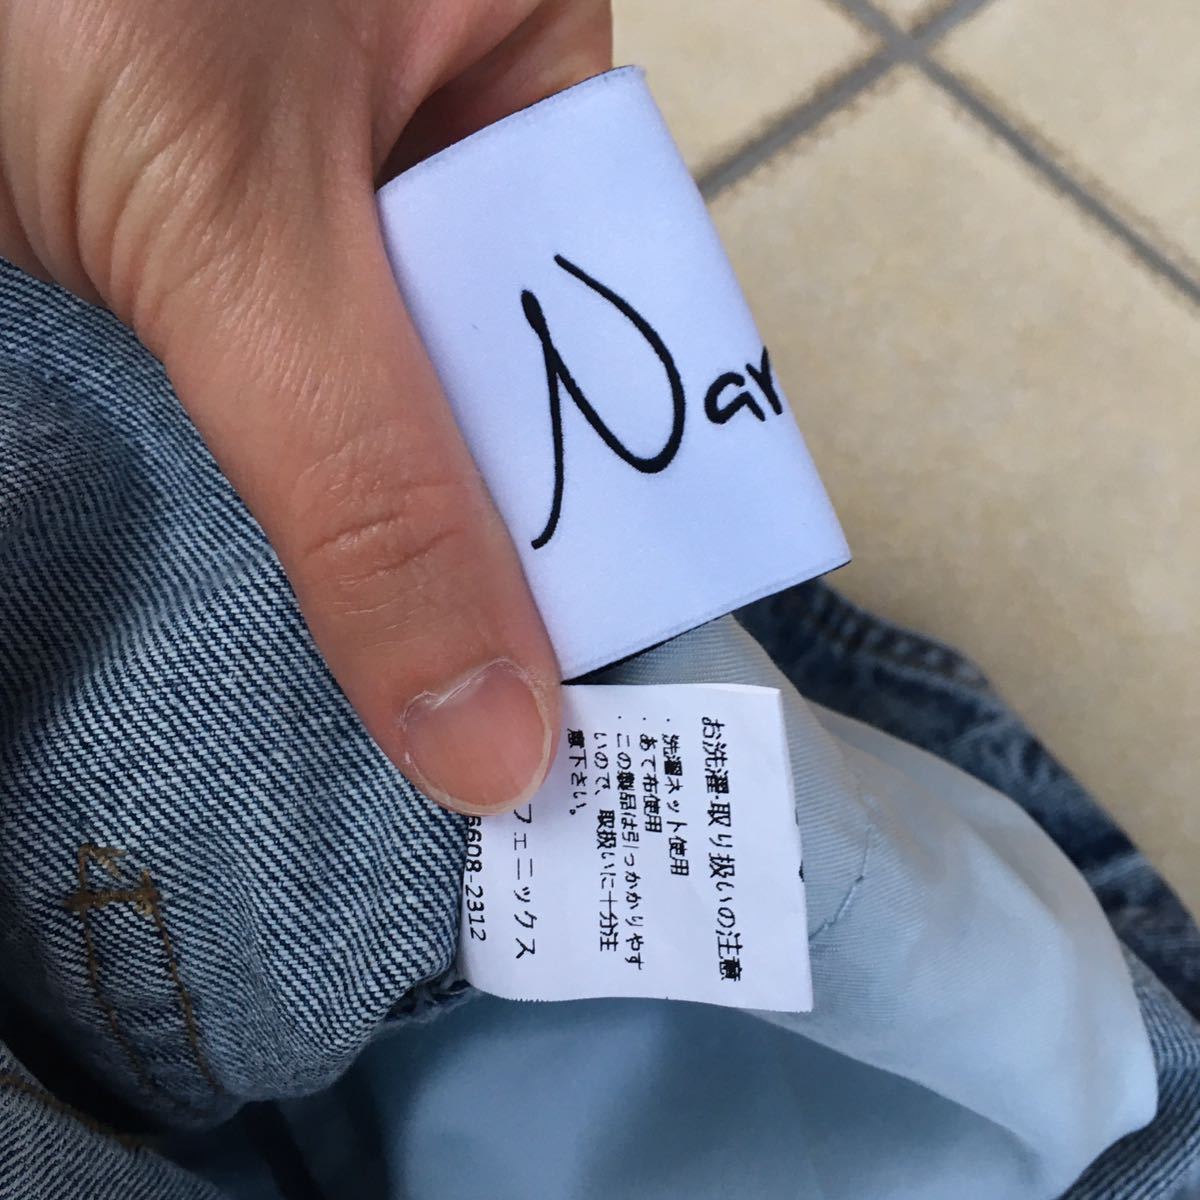 Nar
お洗濯・取り扱いの注意
・洗濯ネット使用
・あて布使用
・この製品は引っかかりやす
いので、取扱いに十分注
意下さい。
フェニックス
6608-2312